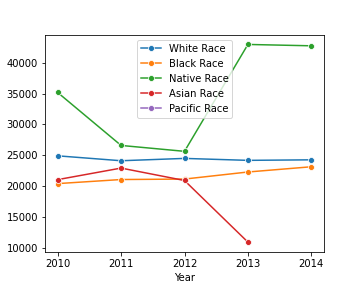 White Race
Black Race
Native Race
Asian Race
Pacific Race
40000
35000
30000
25000
20000
15000
10000
2010 2011 2012 2013 2014
Year